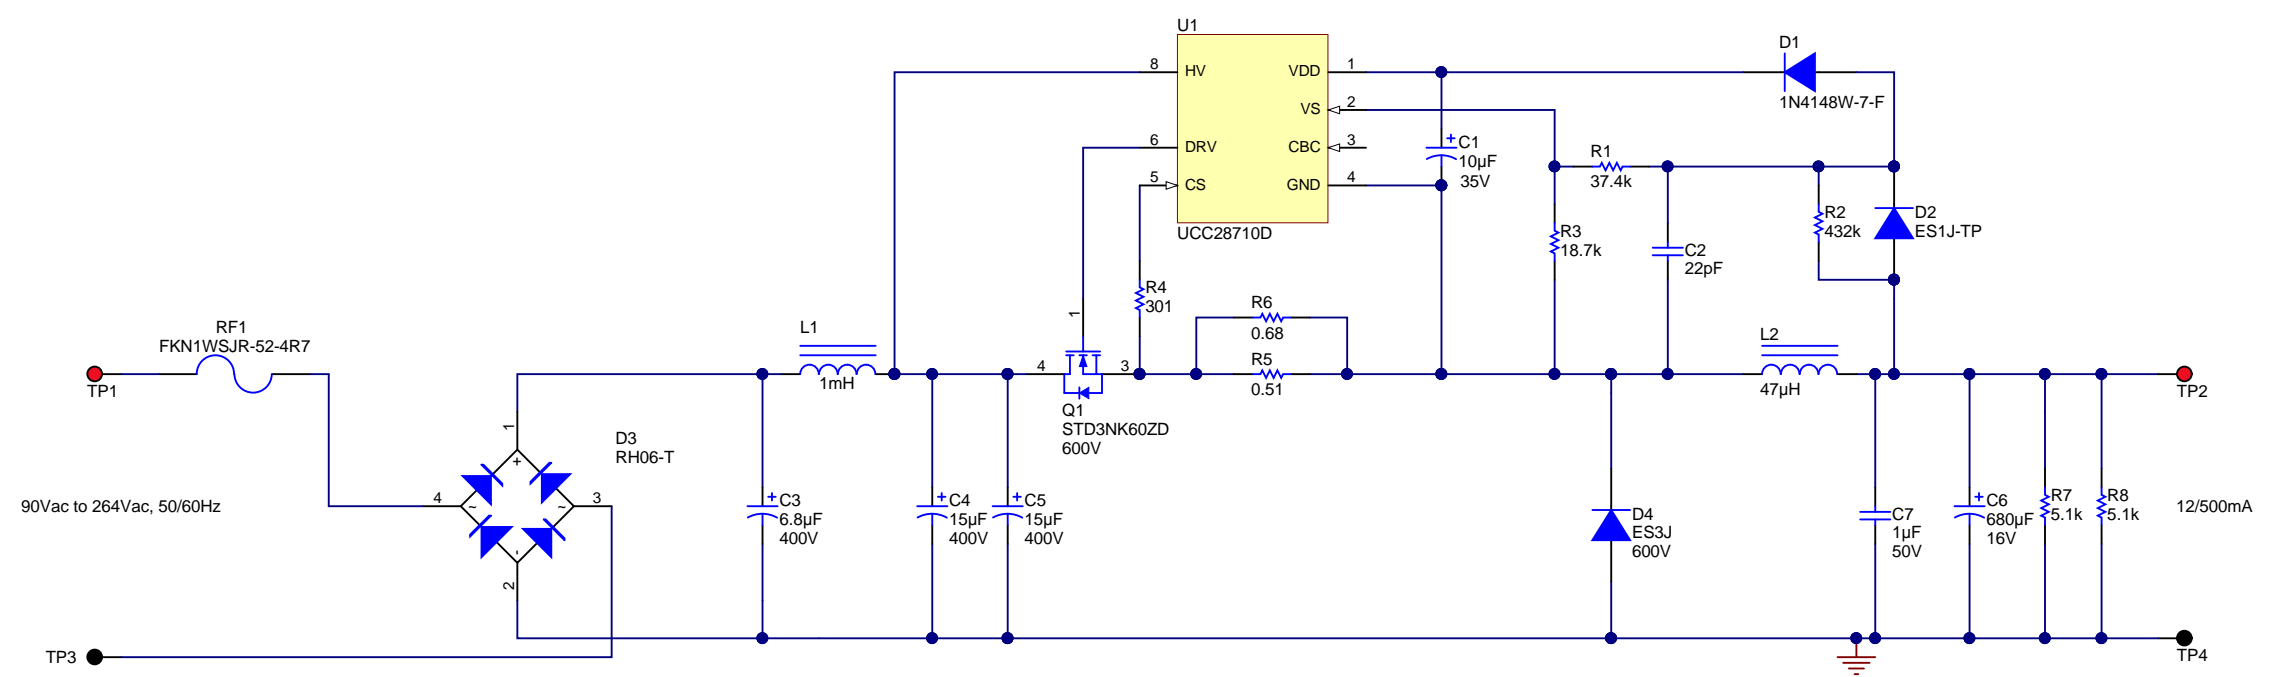 U1
8
HV
VDD
1
VS
2
6
DRV
CBC
3
5
CS
GND
4
UCC28710D
D1
1N4148W-7-F
+
C1
10µF
35V
R1
37.4k
R2
432k
D2
ES1J-TP
R3
18.7k
C2
22pF
R4
301
R6
0.68
R5
0.51
1
4
3
Q1
STD3NK60ZD
600V
RF1
FKN1WSJR-52-4R7
TP1
L1
1mH
L2
47µH
TP2
D3
RH06-T
1
+
4
~
~
3
-
2
90Vac to 264Vac, 50/60Hz
+
C3
6.8µF
400V
+
C4
15µF
400V
+
C5
15µF
400V
D4
ES3J
600V
C7
1µF
50V
+
C6
680µF
16V
R7
5.1k
R8
5.1k
12/500mA
TP3
TP4